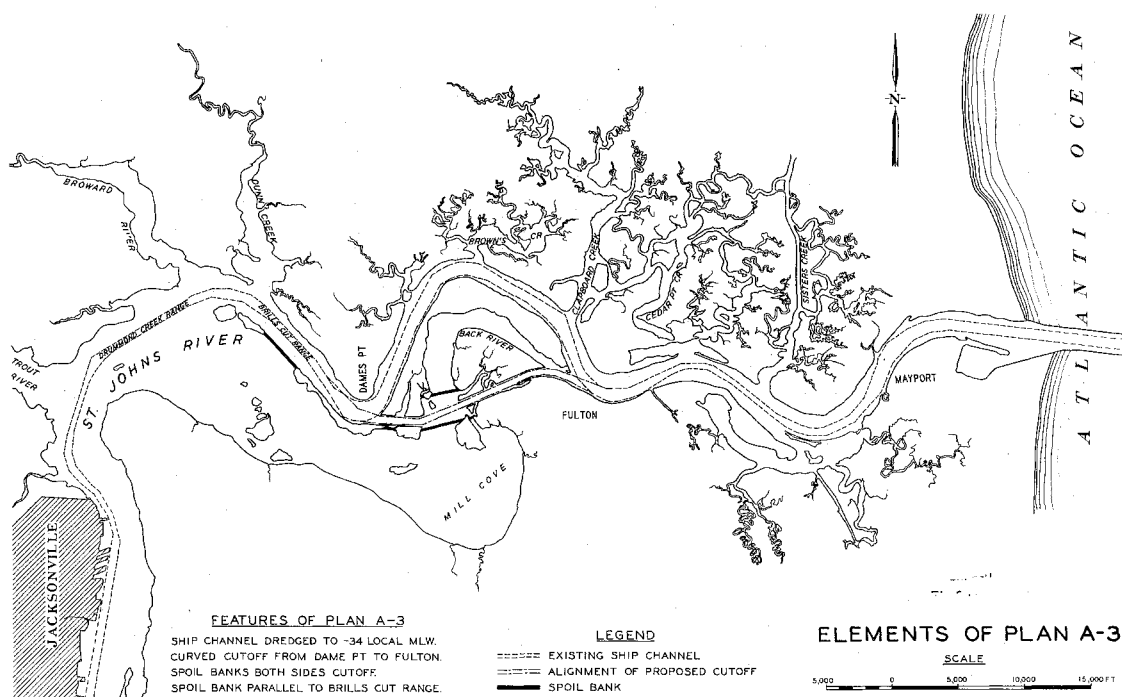 ATLANTIC OCEAN
N
BROWARD
RIVER
DUNN CREEK
BROWN'S CR
CLAPBOARD CREEK
CEDAR PT CR.
SISTERS CREEK
DRUMMOND CREEK RANGE
BRILLS CUT RANGE
DAMES PT
BACK RIVER
TROUT
RIVER
ST. JOHNS RIVER
MAYPORT
FULTON
MILL COVE
JACKSONVILLE
FEATURES OF PLAN A-3
SHIP CHANNEL DREDGED TO -34 LOCAL MLW.
CURVED CUTOFF FROM DAME PT TO FULTON.
SPOIL BANKS BOTH SIDES CUTOFF.
SPOIL BANK PARALLEL TO BRILLS CUT RANGE.
LEGEND
EXISTING SHIP CHANNEL
ALIGNMENT OF PROPOSED CUTOFF
SPOIL BANK
ELEMENTS OF PLAN A-3
SCALE
5,000 0 5,000 10,000 15,000 FT